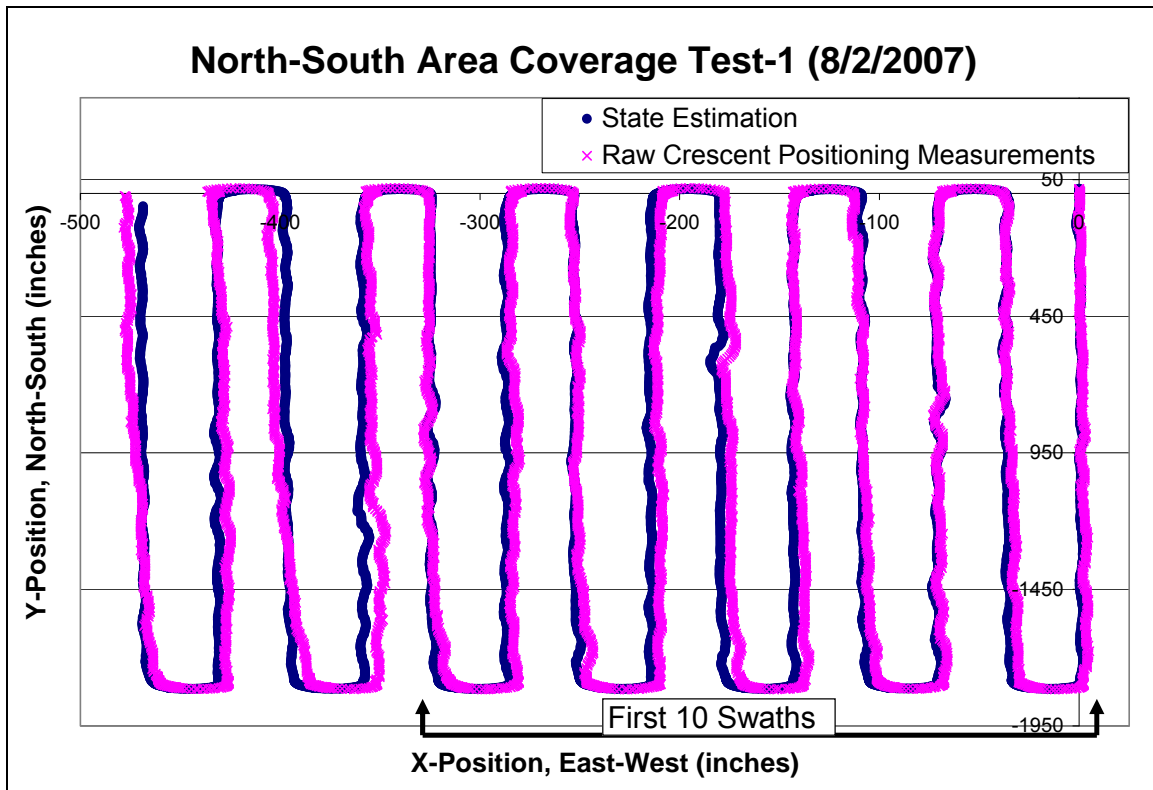 North-South Area Coverage Test-1 (8/2/2007)
State Estimation
Raw Crescent Positioning Measurements
50
-500
-400
-300
-200
-100
0
450
950
-1450
-1950
Y-Position, North-South (inches)
First 10 Swaths
X-Position, East-West (inches)